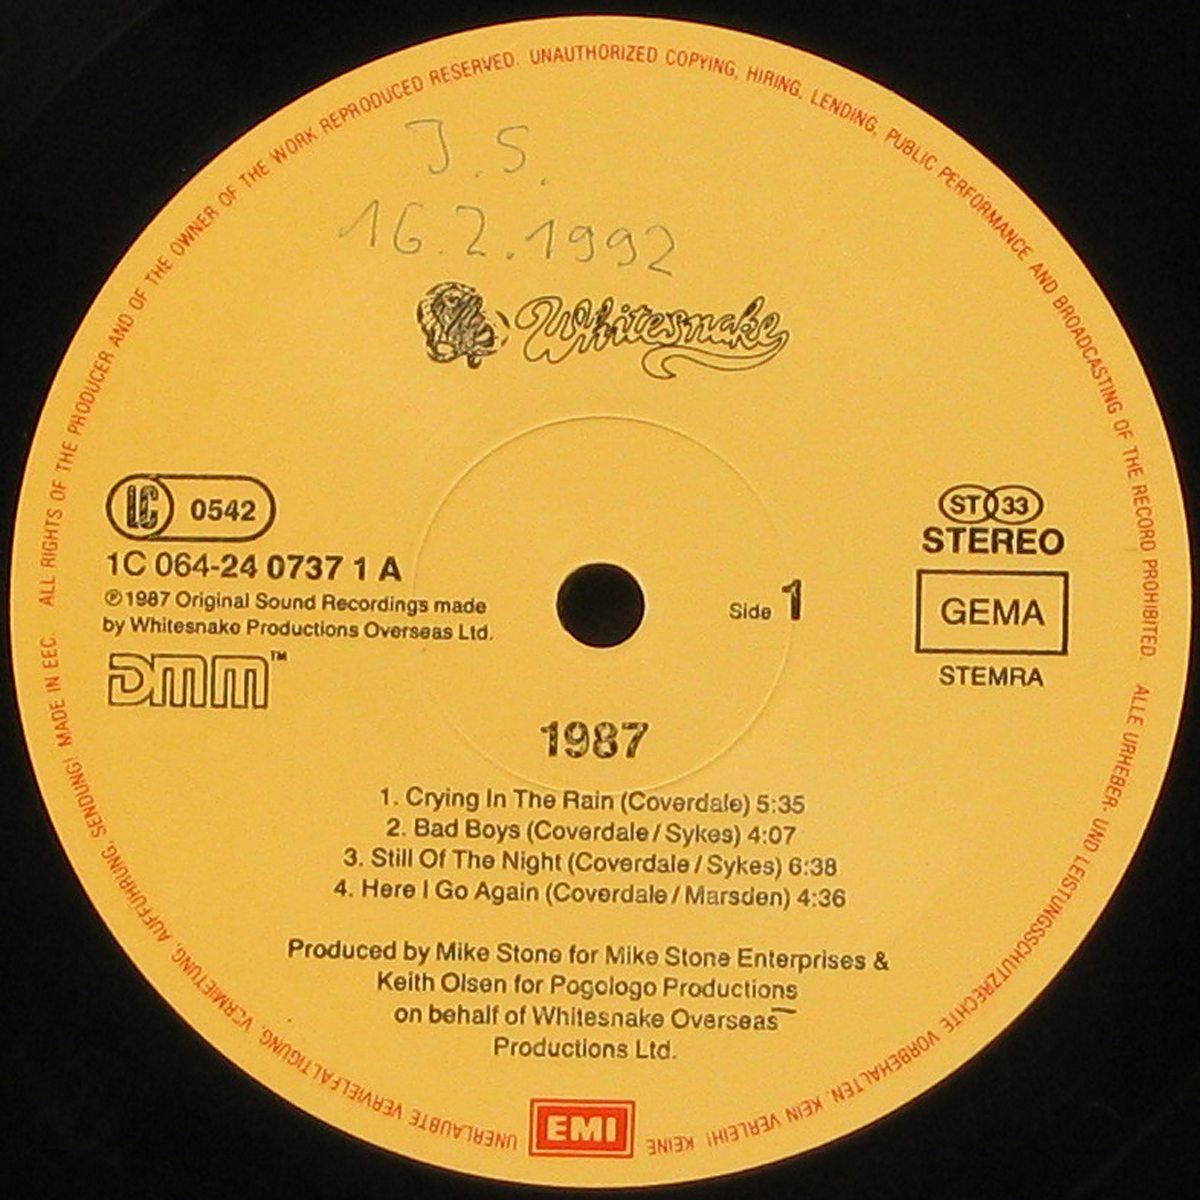 ALL RIGHTS OF THE PRODUCER AND OF THE OWNER OF THE WORK REPRODUCED RESERVED. UNAUTHORIZED COPYING, HIRING, LENDING, PUBLIC PERFORMANCE AND BROADCASTING OF THE RECORD PROHIBITED.
J.S.
16.2.1992
Whitesnake
LC 0542
1C 064-24 0737 1 A
℗1987 Original Sound Recordings made
by Whitesnake Productions Overseas Ltd.
DMM™
Side 1
ST 33
STEREO
GEMA
STEMRA
1987
1. Crying In The Rain (Coverdale) 5:35
2. Bad Boys (Coverdale/Sykes) 4:07
3. Still Of The Night (Coverdale/Sykes) 6:38
4. Here I Go Again (Coverdale/Marsden) 4:36
Produced by Mike Stone for Mike Stone Enterprises &
Keith Olsen for Pogologo Productions
on behalf of Whitesnake Overseas
Productions Ltd.
EMI
ALLE URHEBER- UND LEISTUNGSSCHUTZRECHTE VORBEHALTEN. KEIN VERLEIH! KEINE UNERLAUBTE VERVIELFÄLTIGUNG, VERMIETUNG, AUFFÜHRUNG, SENDUNG! MADE IN EEC.